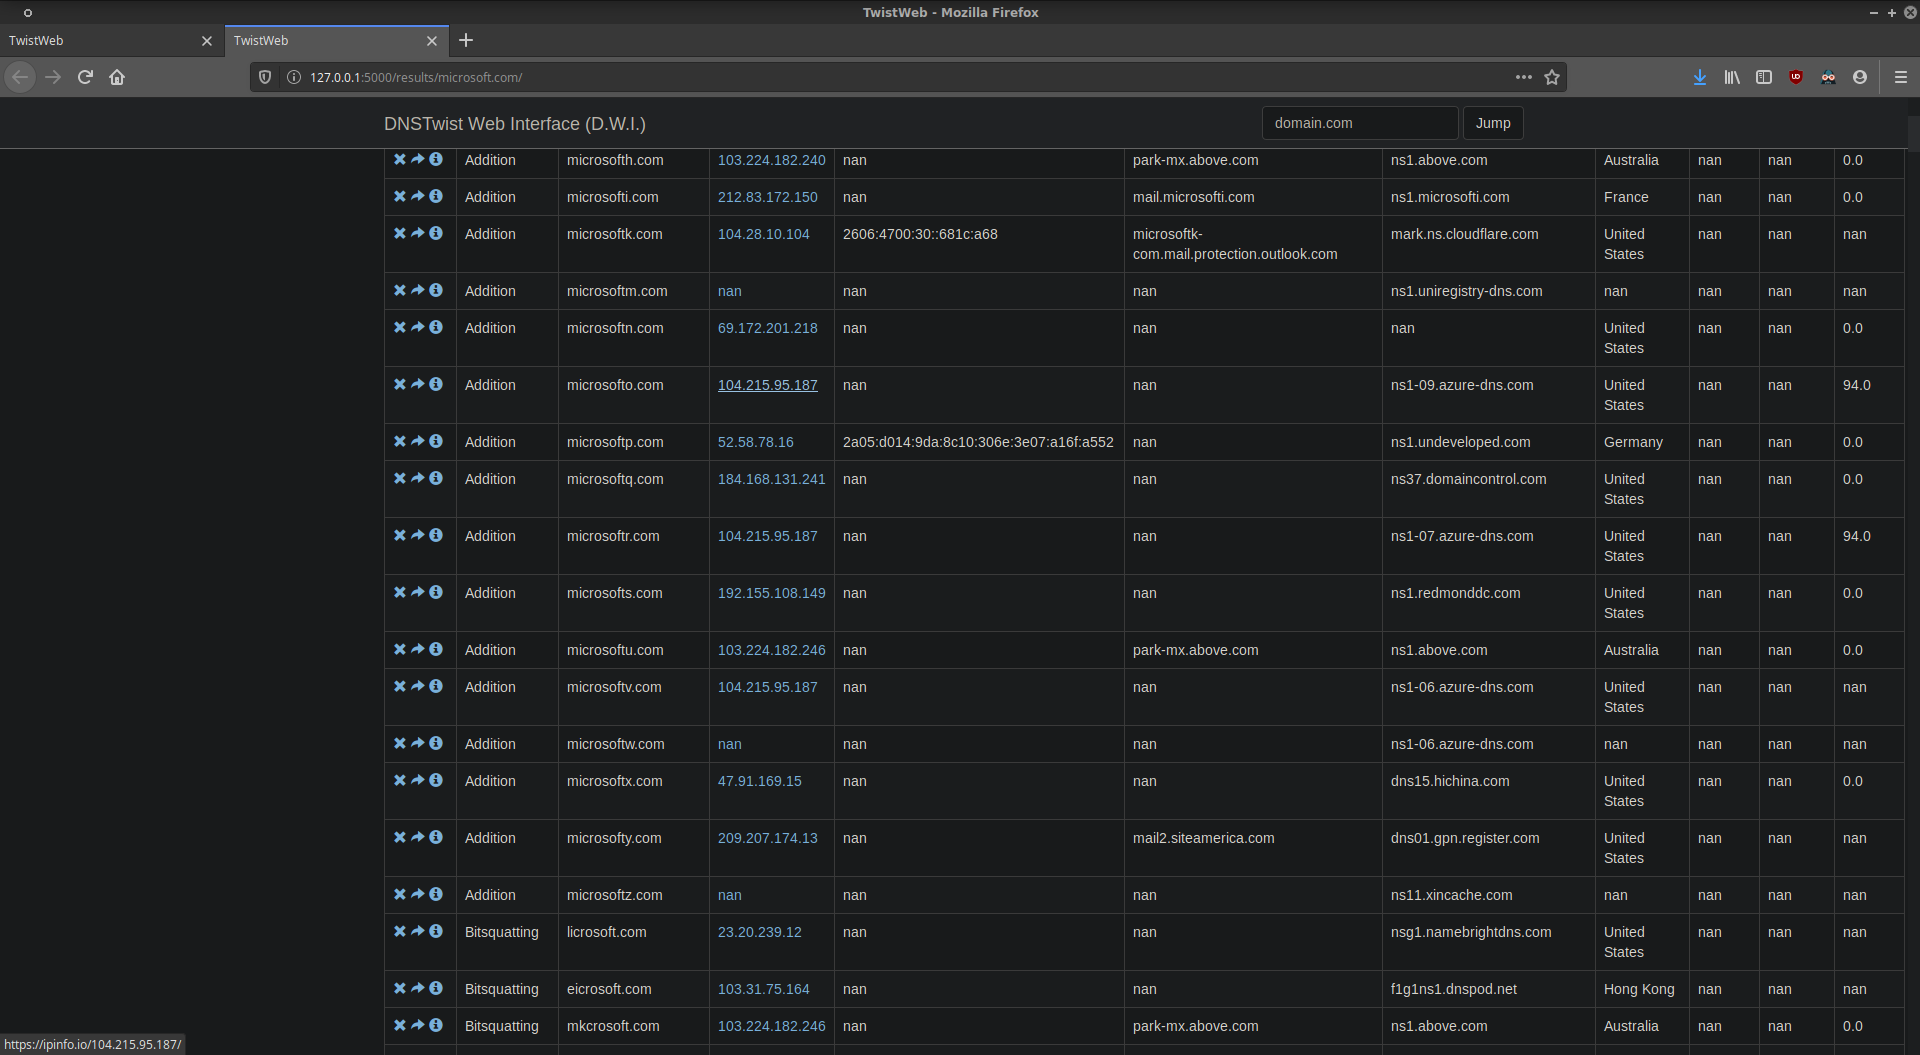 TwistWeb - Mozilla Firefox
TwistWeb
TwistWeb
127.0.0.1:5000/results/microsoft.com/
DNSTwist Web Interface (D.W.I.)
domain.com
Jump
Addition microsofth.com 103.224.182.240 nan park-mx.above.com ns1.above.com Australia nan nan 0.0
Addition microsofti.com 212.83.172.150 nan mail.microsofti.com ns1.microsofti.com France nan nan 0.0
Addition microsoftk.com 104.28.10.104 2606:4700:30::681c:a68 microsoftk- mark.ns.cloudflare.com United nan nan nan
com.mail.protection.outlook.com States
Addition microsoftm.com nan nan nan ns1.uniregistry-dns.com nan nan nan nan
Addition microsoftn.com 69.172.201.218 nan nan nan United nan nan 0.0
States
Addition microsofto.com 104.215.95.187 nan nan ns1-09.azure-dns.com United nan nan 94.0
States
Addition microsoftp.com 52.58.78.16 2a05:d014:9da:8c10:306e:3e07:a16f:a552 nan ns1.undeveloped.com Germany nan nan 0.0
Addition microsoftq.com 184.168.131.241 nan nan ns37.domaincontrol.com United nan nan 0.0
States
Addition microsoftr.com 104.215.95.187 nan nan ns1-07.azure-dns.com United nan nan 94.0
States
Addition microsofts.com 192.155.108.149 nan nan ns1.redmonddc.com United nan nan 0.0
States
Addition microsoftu.com 103.224.182.246 nan park-mx.above.com ns1.above.com Australia nan nan 0.0
Addition microsoftv.com 104.215.95.187 nan nan ns1-06.azure-dns.com United nan nan nan
States
Addition microsoftw.com nan nan nan ns1-06.azure-dns.com nan nan nan nan
Addition microsoftx.com 47.91.169.15 nan nan dns15.hichina.com United nan nan 0.0
States
Addition microsofty.com 209.207.174.13 nan mail2.siteamerica.com dns01.gpn.register.com United nan nan nan
States
Addition microsoftz.com nan nan nan ns11.xincache.com nan nan nan nan
Bitsquatting licrosoft.com 23.20.239.12 nan nan nsg1.namebrightdns.com United nan nan nan
States
Bitsquatting eicrosoft.com 103.31.75.164 nan nan f1g1ns1.dnspod.net Hong Kong nan nan nan
Bitsquatting mkcrosoft.com 103.224.182.246 nan park-mx.above.com ns1.above.com Australia nan nan 0.0
https://ipinfo.io/104.215.95.187/